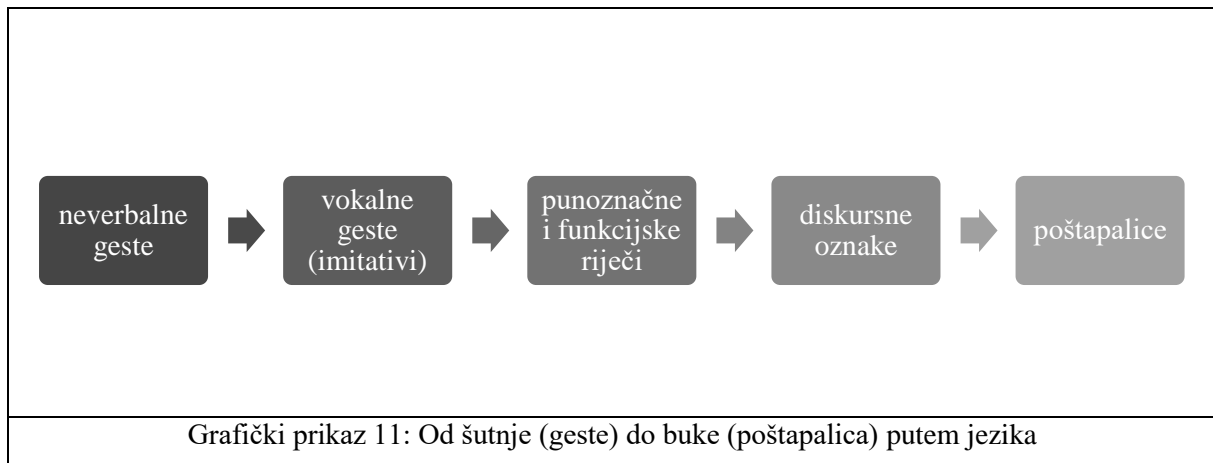 neverbalne
geste
vokalne
geste
(imitativi)
punoznačne
i funkcijske
riječi
diskursne
oznake
poštapalice
Grafički prikaz 11: Od šutnje (geste) do buke (poštapalica) putem jezika